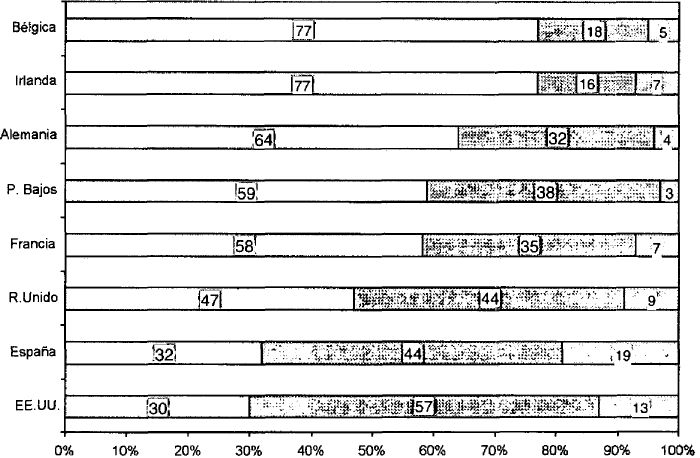 Bélgica 77 18 5
Irlanda 77 16 7
Alemania 64 32 4
P. Bajos 59 38 3
Francia 58 35 7
R.Unido 47 44 9
España 32 44 19
EE.UU. 30 57 13
0% 10% 20% 30% 40% 50% 60% 70% 80% 90% 100%